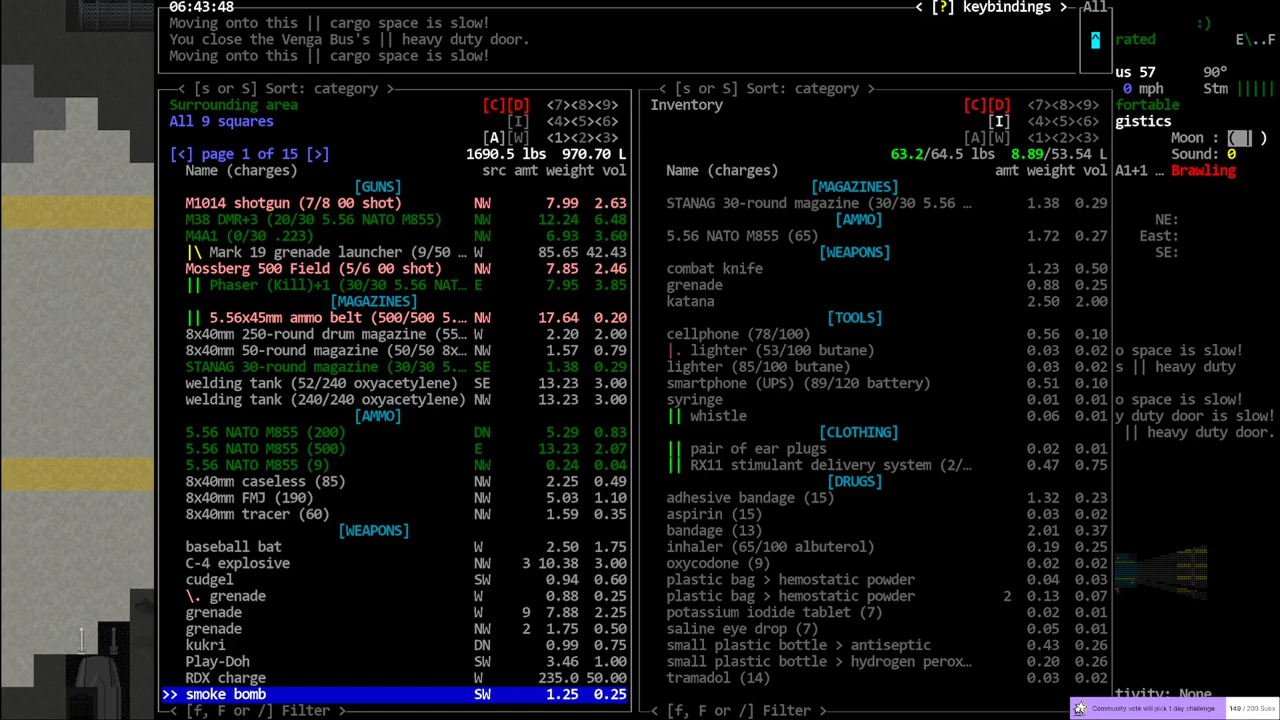 06:43:48
< [?] keybindings >
All
Moving onto this || cargo space is slow!
You close the Venga Bus's || heavy duty door.
Moving onto this || cargo space is slow!
^
:)
rated E\..F
us 57 90°
0 mph Stm |||||
fortable
gistics
Moon : ( | )
Sound: 0
A1+1 … Brawling
NE:
East:
SE:
o space is slow!
s || heavy duty
o space is slow!
y duty door is slow!
|| heavy duty door.
tivity: None
< [s or S] Sort: category >
Surrounding area [C][D] <7><8><9>
All 9 squares [I] <4><5><6>
[A][W] <1><2><3>
[<] page 1 of 15 [>] 1690.5 lbs 970.70 L
Name (charges) src amt weight vol
[GUNS]
M1014 shotgun (7/8 00 shot) NW 7.99 2.63
M38 DMR+3 (20/30 5.56 NATO M855) NW 12.24 6.48
M4A1 (0/30 .223) NW 6.93 3.60
|\ Mark 19 grenade launcher (9/50 … W 85.65 42.43
Mossberg 500 Field (5/6 00 shot) NW 7.85 2.46
|| Phaser (Kill)+1 (30/30 5.56 NAT… E 7.95 3.85
[MAGAZINES]
|| 5.56x45mm ammo belt (500/500 5.… NW 17.64 0.20
8x40mm 250-round drum magazine (55… W 2.20 2.00
8x40mm 50-round magazine (50/50 8x… NW 1.57 0.79
STANAG 30-round magazine (30/30 5.… SE 1.38 0.29
welding tank (52/240 oxyacetylene) SE 13.23 3.00
welding tank (240/240 oxyacetylene) SW 13.23 3.00
[AMMO]
5.56 NATO M855 (200) DN 5.29 0.83
5.56 NATO M855 (500) E 13.23 2.07
5.56 NATO M855 (9) NW 0.24 0.04
8x40mm caseless (85) NW 2.25 0.49
8x40mm FMJ (190) NW 5.03 1.10
8x40mm tracer (60) NW 1.59 0.35
[WEAPONS]
baseball bat W 2.50 1.75
C-4 explosive W 3 10.38 3.00
cudgel SW 0.94 0.60
\. grenade W 0.88 0.25
grenade W 9 7.88 2.25
grenade NW 2 1.75 0.50
kukri DN 0.99 0.75
Play-Doh SW 3.46 1.00
RDX charge W 235.0 50.00
>> smoke bomb SW 1.25 0.25
< [f, F or /] Filter >
< [s or S] Sort: category >
Inventory [C][D] <7><8><9>
[I] <4><5><6>
[A][W] <1><2><3>
63.2/64.5 lbs 8.89/53.54 L
Name (charges) amt weight vol
[MAGAZINES]
STANAG 30-round magazine (30/30 5.56 … 1.38 0.29
[AMMO]
5.56 NATO M855 (65) 1.72 0.27
[WEAPONS]
combat knife 1.23 0.50
grenade 0.88 0.25
katana 2.50 2.00
[TOOLS]
cellphone (78/100) 0.56 0.10
|. lighter (53/100 butane) 0.03 0.02
lighter (85/100 butane) 0.03 0.02
smartphone (UPS) (89/120 battery) 0.51 0.10
syringe 0.01 0.01
|| whistle 0.06 0.01
[CLOTHING]
|| pair of ear plugs 0.02 0.01
|| RX11 stimulant delivery system (2/… 0.47 0.75
[DRUGS]
adhesive bandage (15) 1.32 0.23
aspirin (15) 0.03 0.02
bandage (13) 2.01 0.37
inhaler (65/100 albuterol) 0.19 0.25
oxycodone (9) 0.02 0.02
plastic bag > hemostatic powder 0.04 0.03
plastic bag > hemostatic powder 2 0.13 0.07
potassium iodide tablet (7) 0.02 0.01
saline eye drop (7) 0.05 0.01
small plastic bottle > antiseptic 0.43 0.26
small plastic bottle > hydrogen perox… 0.20 0.26
tramadol (14) 0.03 0.02
< [f, F or /] Filter >
Community vote will pick 1 day challenge 149 / 200 Subs